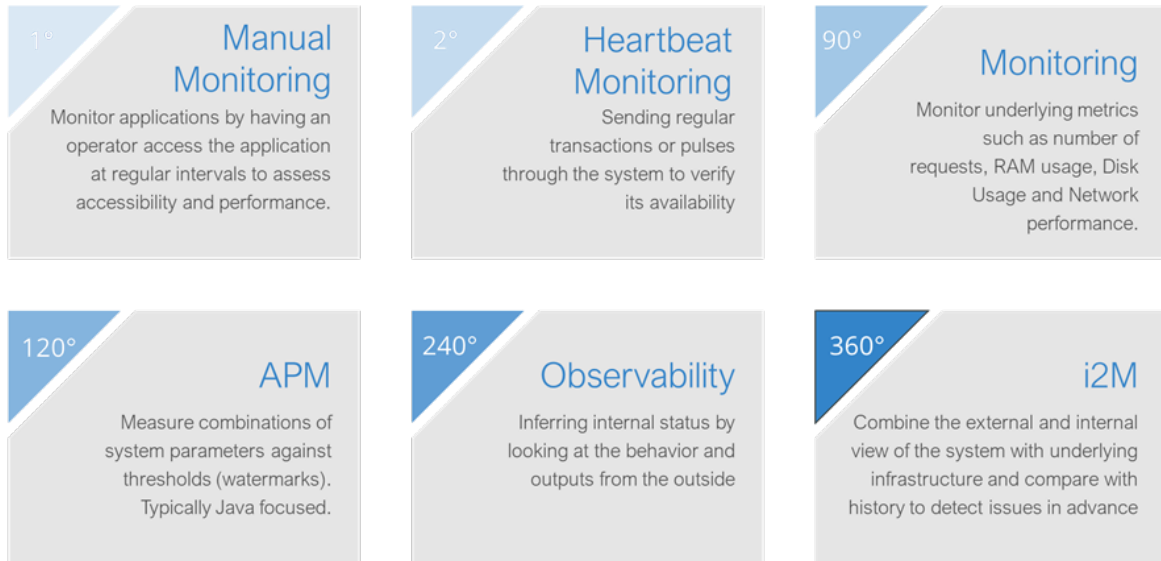 1°
Manual
Monitoring
Monitor applications by having an
operator access the application
at regular intervals to assess
accessibility and performance.
2°
Heartbeat
Monitoring
Sending regular
transactions or pulses
through the system to verify
its availability
90°
Monitoring
Monitor underlying metrics
such as number of
requests, RAM usage, Disk
Usage and Network
performance.
120°
APM
Measure combinations of
system parameters against
thresholds (watermarks).
Typically Java focused.
240°
Observability
Inferring internal status by
looking at the behavior and
outputs from the outside
360°
i2M
Combine the external and internal
view of the system with underlying
infrastructure and compare with
history to detect issues in advance